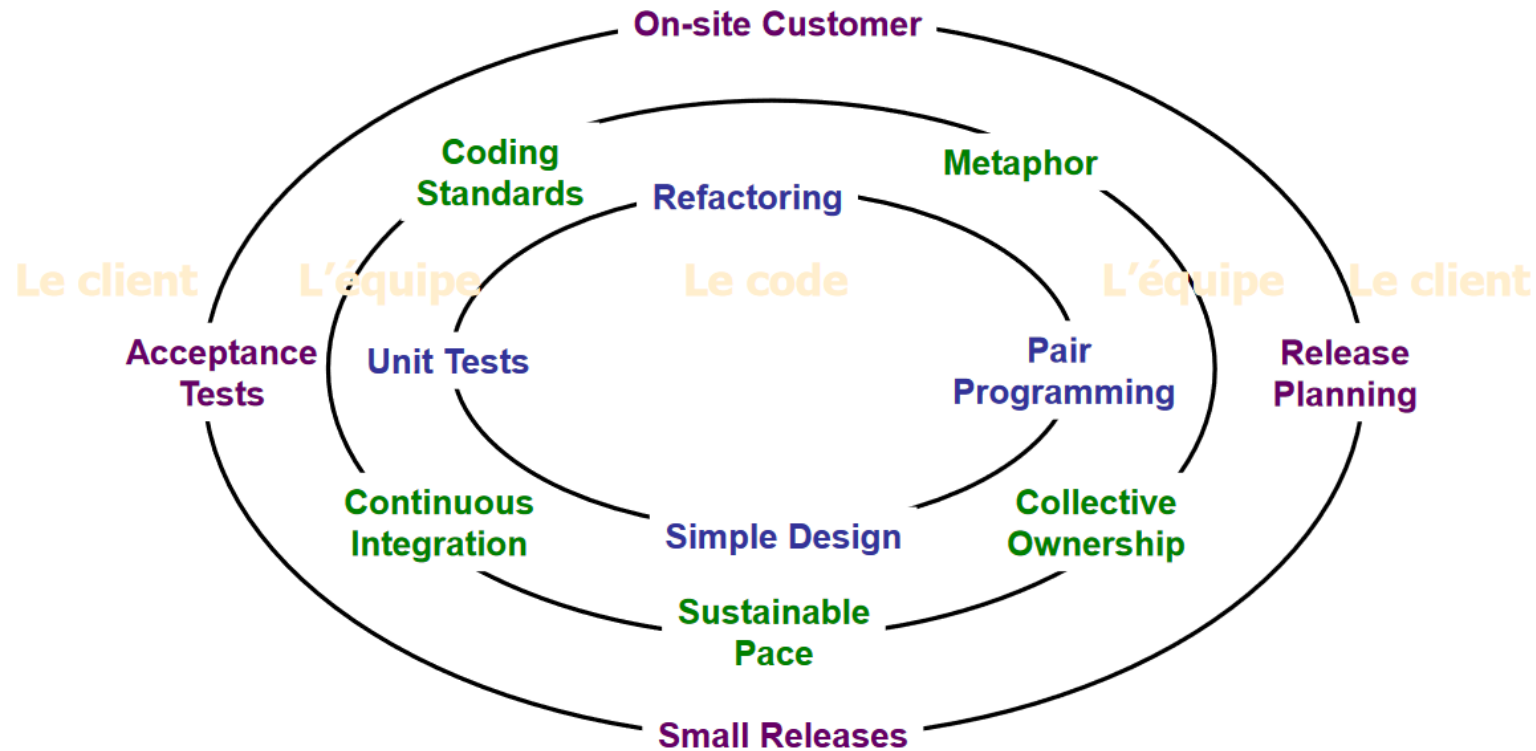 On-site Customer
Coding
Standards
Metaphor
Refactoring
Le client
L'équipe
Le code
L'équipe
Le client
Acceptance
Tests
Unit Tests
Pair
Programming
Release
Planning
Continuous
Integration
Collective
Ownership
Simple Design
Sustainable
Pace
Small Releases